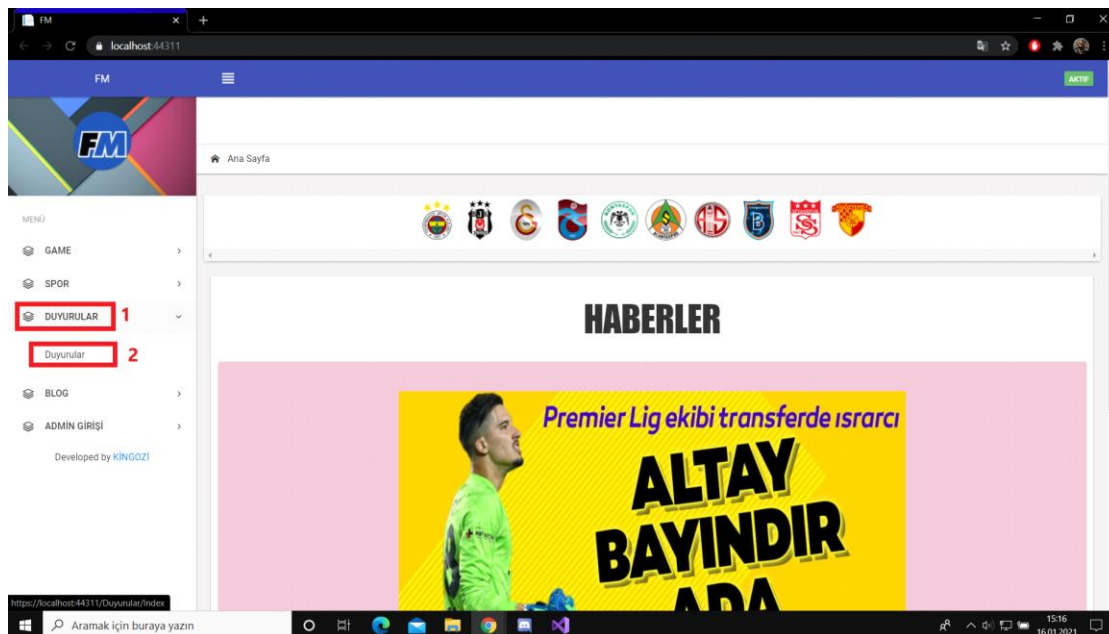 FM
localhost:44311
FM
AKTIF
FM
Ana Sayfa
MENÜ
GAME
SPOR
DUYURULAR 1
Duyurular 2
BLOG
ADMİN GİRİŞİ
Developed by KİNGOZİ
HABERLER
Premier Lig ekibi transferde ısrarcı
ALTAY
BAYINDIR
ADA
https://localhost:44311/Duyurular/Index
Aramak için buraya yazın
15:16
16.01.2021